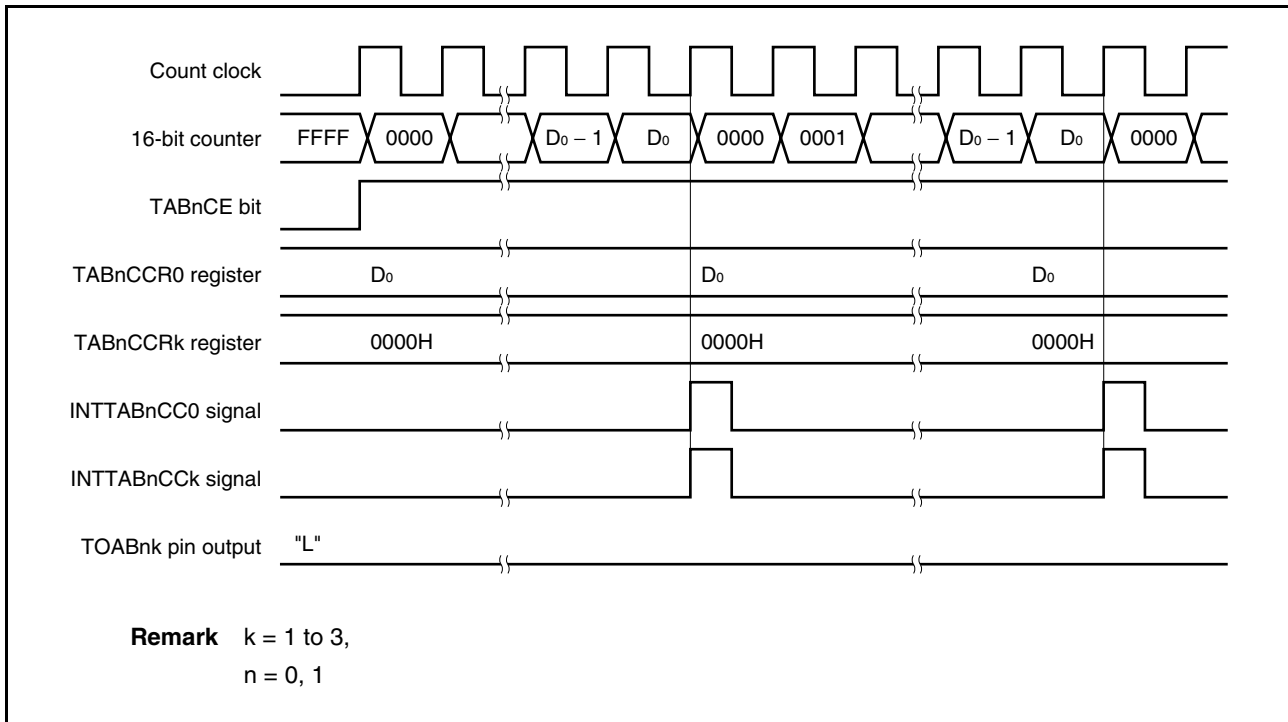 Count clock
16-bit counter FFFF 0000 D₀ − 1 D₀ 0000 0001 D₀ − 1 D₀ 0000
TABnCE bit
TABnCCR0 register D₀ D₀ D₀
TABnCCRk register 0000H 0000H 0000H
INTTABnCC0 signal
INTTABnCCk signal
TOABnk pin output "L"
Remark k = 1 to 3,
n = 0, 1